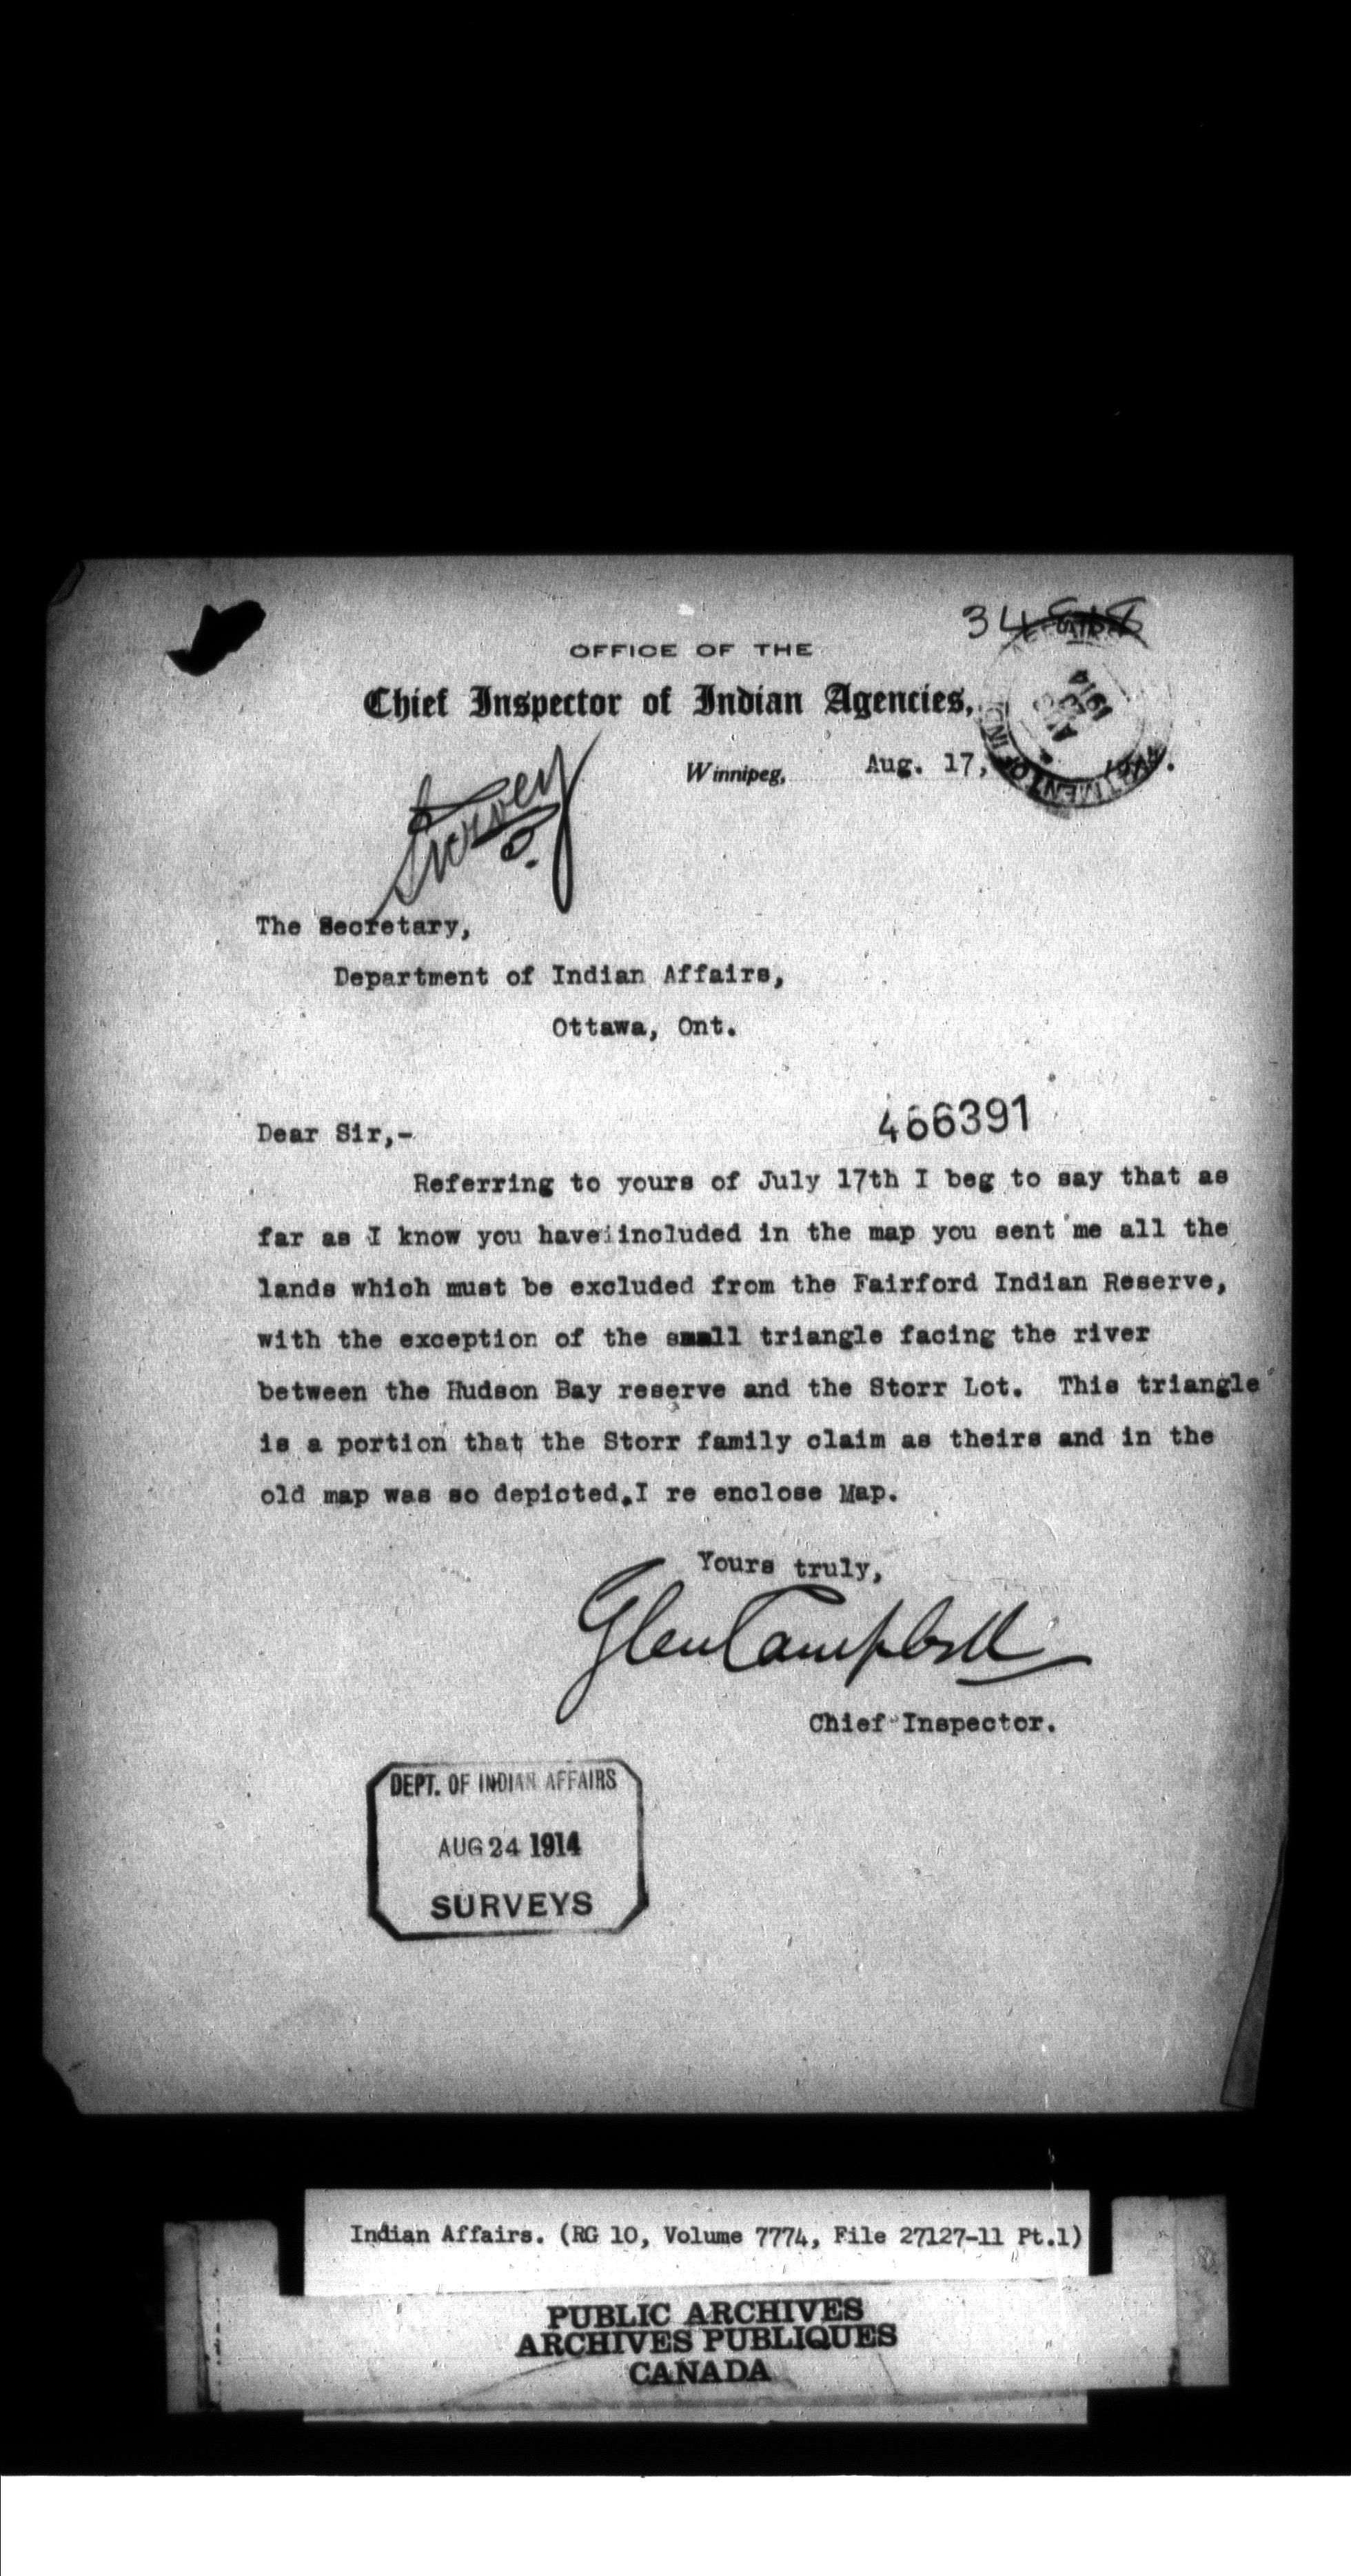 OFFICE OF THE
Chief Inspector of Indian Agencies,
Winnipeg, Aug. 17,
Survey
The Secretary,
Department of Indian Affairs,
Ottawa, Ont.
466391
Dear Sir,-
Referring to yours of July 17th I beg to say that as
far as I know you have included in the map you sent me all the
lands which must be excluded from the Fairford Indian Reserve,
with the exception of the small triangle facing the river
between the Hudson Bay reserve and the Storr Lot. This triangle
is a portion that the Storr family claim as theirs and in the
old map was so depicted.I re enclose Map.
Yours truly,
Glen Campbell
Chief Inspector.
DEPT. OF INDIAN AFFAIRS
AUG 24 1914
SURVEYS
Indian Affairs. (RG 10, Volume 7774, File 27127-11 Pt.1)
PUBLIC ARCHIVES
ARCHIVES PUBLIQUES
CANADA